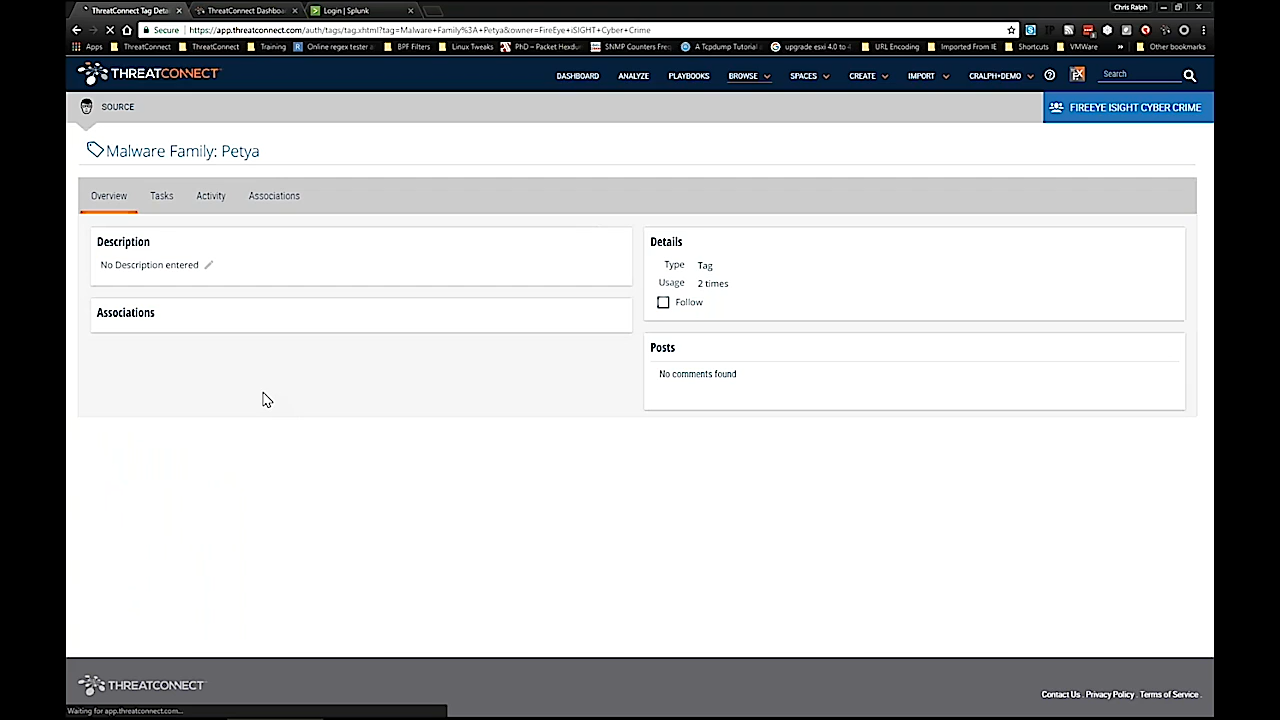 ThreatConnect Tag Deta
ThreatConnect Dashboa
Login | Splunk
Chris Ralph
Secure
https://app.threatconnect.com/auth/tags/tag.xhtml?tag=Malware+Family%3A+Petya&owner=FireEye+iSIGHT+Cyber+Crime
Apps
ThreatConnect
ThreatConnect
Training
Online regex tester a
BPF Filters
Linux Tweaks
PhD – Packet Hexdu
SNMP Counters Freq
A Tcpdump Tutorial
upgrade esxi 4.0 to 4
URL Encoding
Imported From IE
Shortcuts
VMWare
»
Other bookmarks
THREATCONNECT
DASHBOARD
ANALYZE
PLAYBOOKS
BROWSE
SPACES
CREATE
IMPORT
CRALPH+DEMO
Search
SOURCE
FIREEYE ISIGHT CYBER CRIME
Malware Family: Petya
Overview
Tasks
Activity
Associations
Description
No Description entered
Associations
Details
Type Tag
Usage 2 times
Follow
Posts
No comments found
THREATCONNECT
Contact Us . Privacy Policy . Terms of Service .
Waiting for app.threatconnect.com...